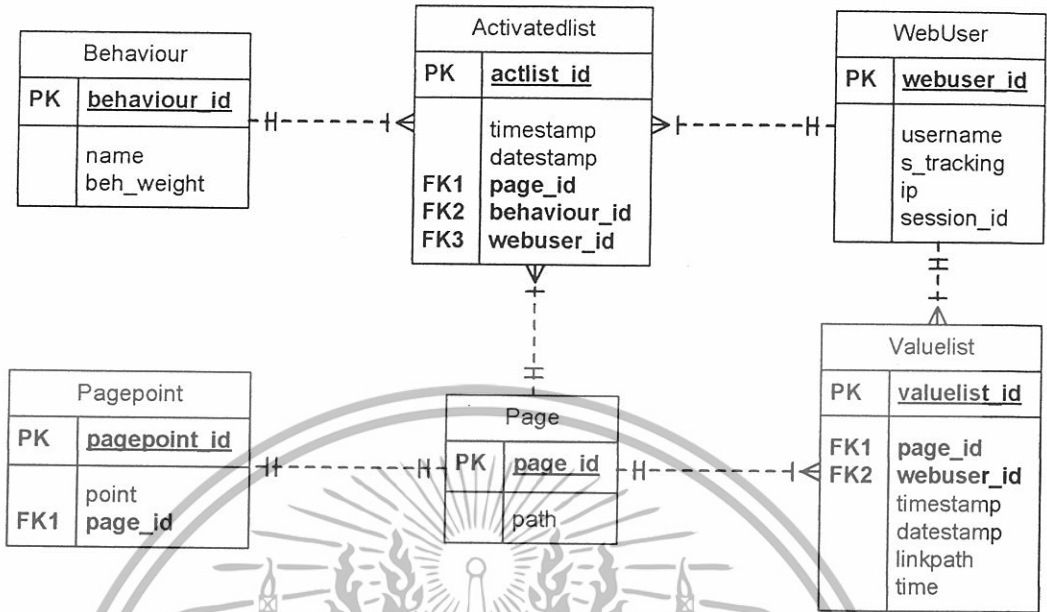 Behaviour
PK behaviour_id
name
beh_weight
Activatedlist
PK actlist_id
timestamp
datestamp
FK1 page_id
FK2 behaviour_id
FK3 webuser_id
WebUser
PK webuser_id
username
s_tracking
ip
session_id
Pagepoint
PK pagepoint_id
point
FK1 page_id
Page
PK page_id
path
Valuelist
PK valuelist_id
FK1 page_id
FK2 webuser_id
timestamp
datestamp
linkpath
time